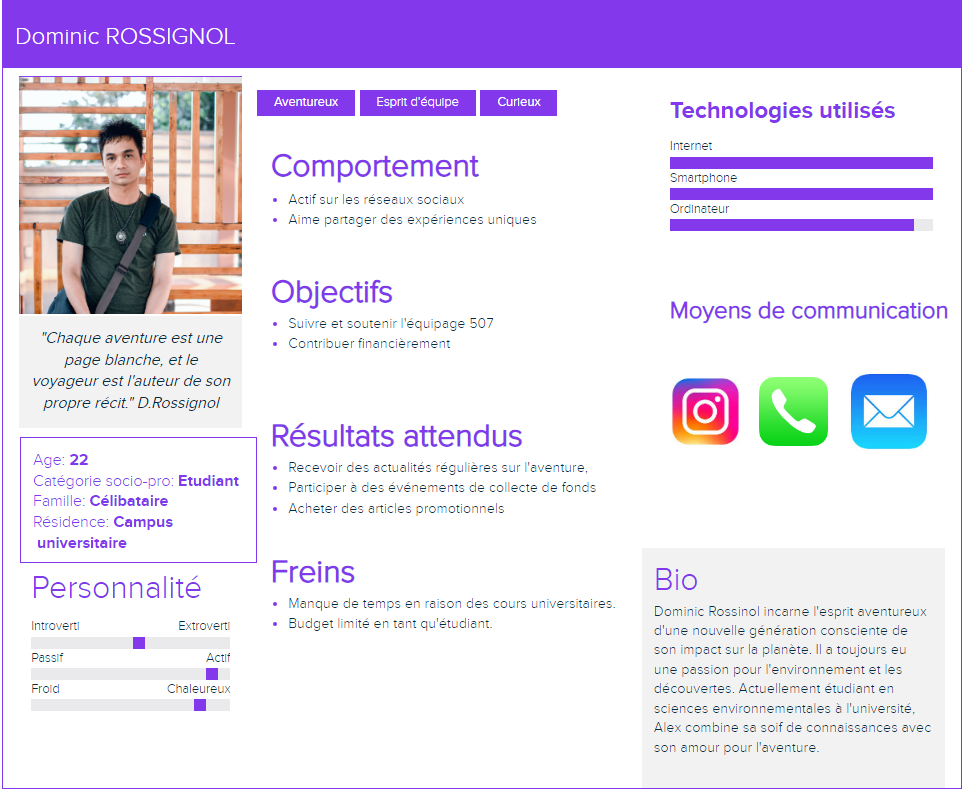 Dominic ROSSIGNOL
"Chaque aventure est une
page blanche, et le
voyageur est l'auteur de son
propre récit." D.Rossignol
Age: 22
Catégorie socio-pro: Etudiant
Famille: Célibataire
Résidence: Campus
universitaire
Personnalité
Introverti Extroverti
Passif Actif
Froid Chaleureux
Aventureux Esprit d'équipe Curieux
Comportement
• Actif sur les réseaux sociaux
• Aime partager des expériences uniques
Objectifs
• Suivre et soutenir l'équipage 507
• Contribuer financièrement
Résultats attendus
• Recevoir des actualités régulières sur l'aventure,
• Participer à des événements de collecte de fonds
• Acheter des articles promotionnels
Freins
• Manque de temps en raison des cours universitaires.
• Budget limité en tant qu'étudiant.
Technologies utilisés
Internet
Smartphone
Ordinateur
Moyens de communication
Bio
Dominic Rossinol incarne l'esprit aventureux
d'une nouvelle génération consciente de
son impact sur la planète. Il a toujours eu
une passion pour l'environnement et les
découvertes. Actuellement étudiant en
sciences environnementales à l'université,
Alex combine sa soif de connaissances avec
son amour pour l'aventure.